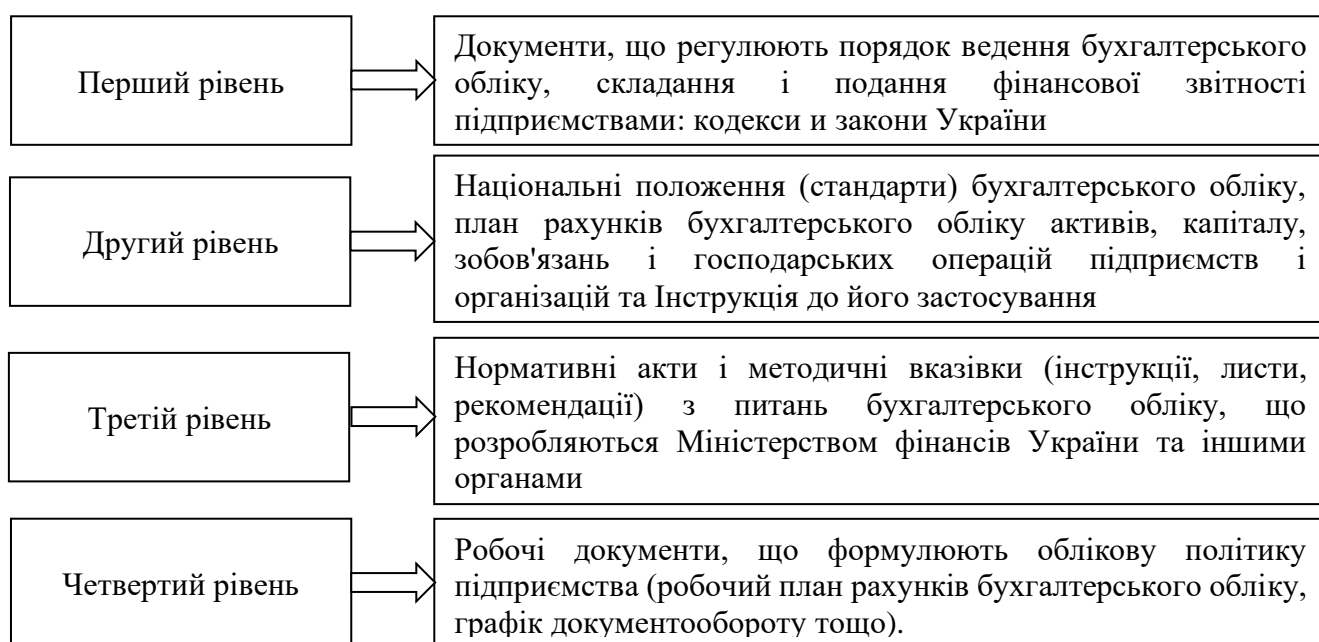 Перший рівень
Документи, що регулюють порядок ведення бухгалтерського
обліку, складання і подання фінансової звітності
підприємствами: кодекси и закони України
Другий рівень
Національні положення (стандарти) бухгалтерського обліку,
план рахунків бухгалтерського обліку активів, капіталу,
зобов'язань і господарських операцій підприємств і
організацій та Інструкція до його застосування
Третій рівень
Нормативні акти і методичні вказівки (інструкції, листи,
рекомендації) з питань бухгалтерського обліку, що
розробляються Міністерством фінансів України та іншими
органами
Четвертий рівень
Робочі документи, що формулюють облікову політику
підприємства (робочий план рахунків бухгалтерського обліку,
графік документообороту тощо).